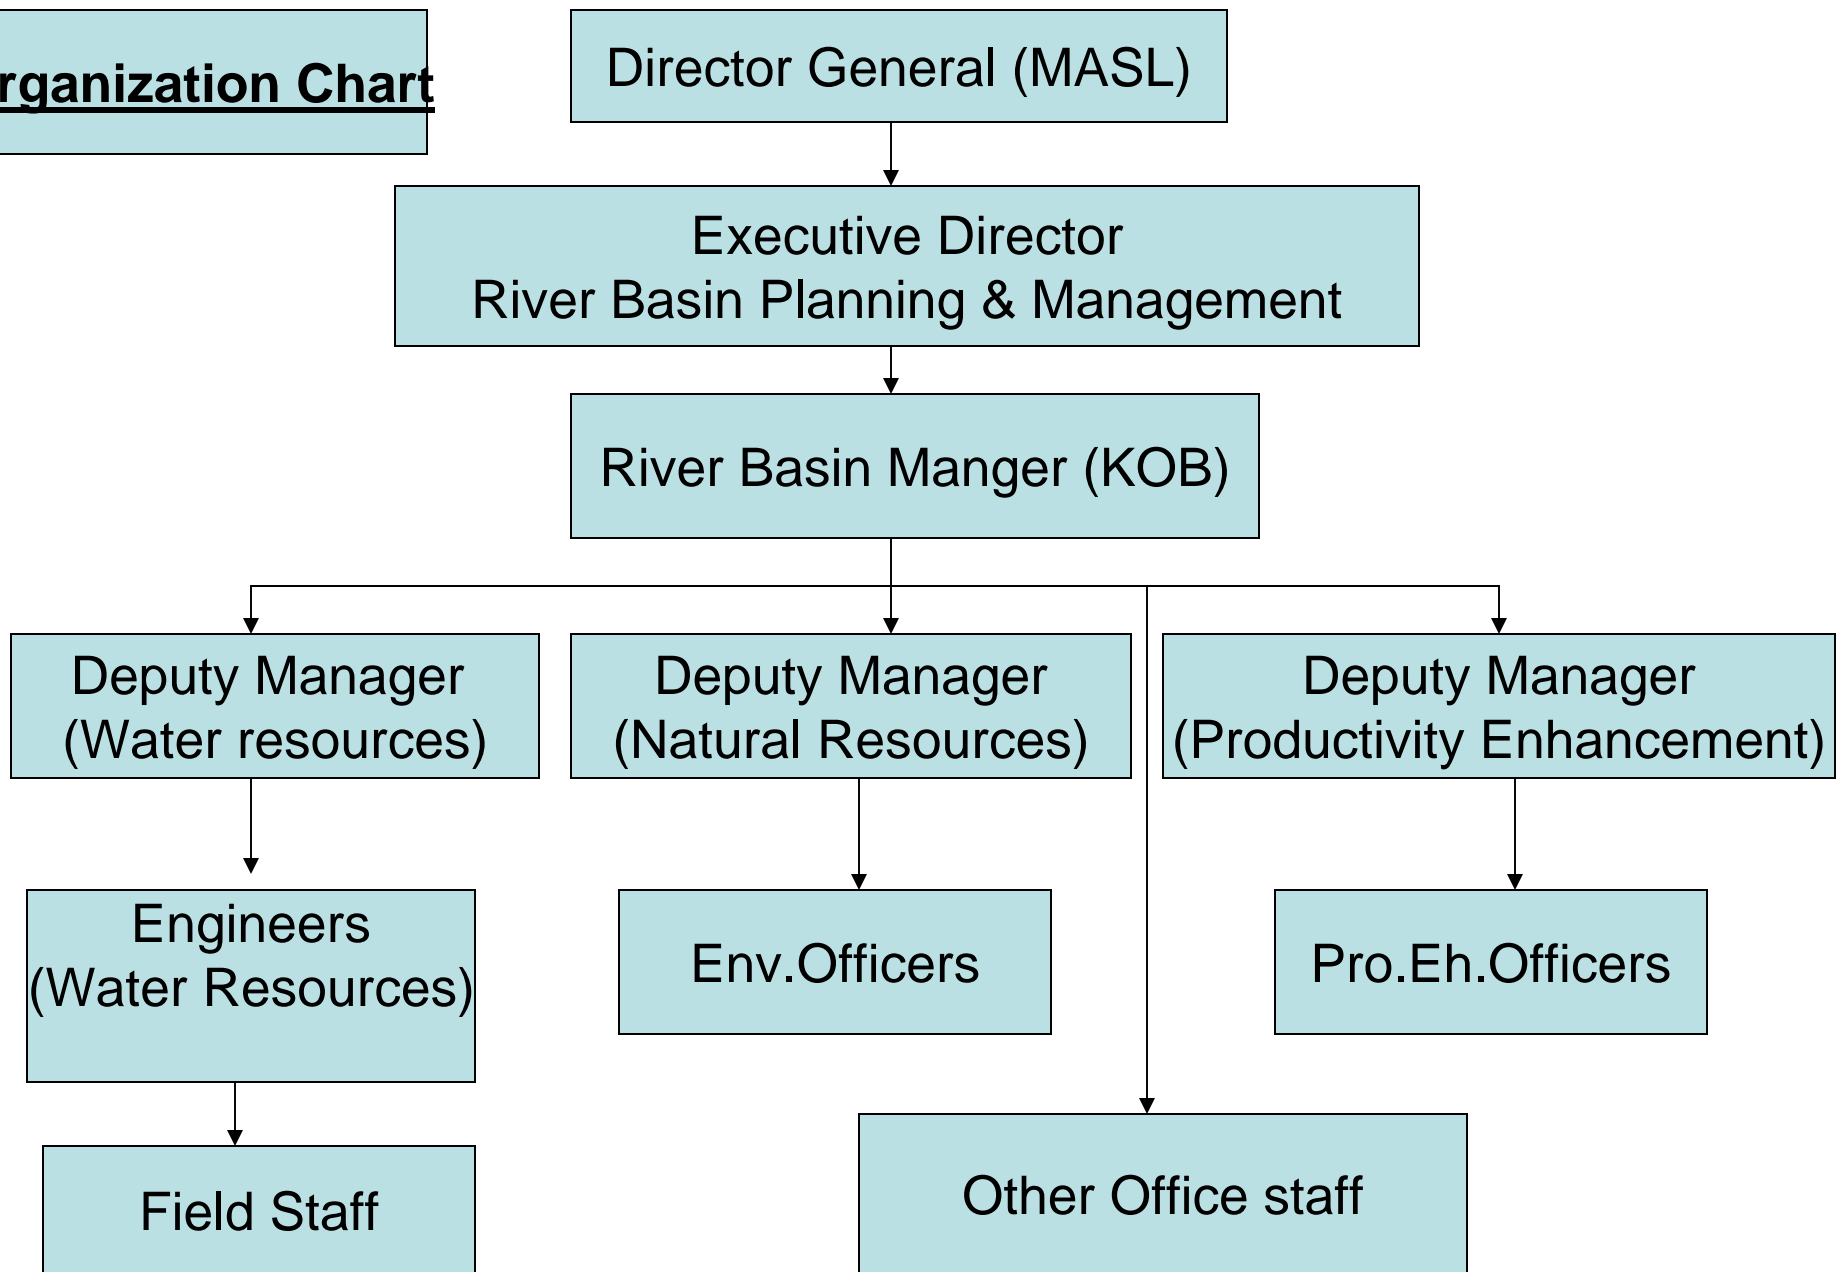 rganization Chart
Director General (MASL)
Executive Director
River Basin Planning & Management
River Basin Manger (KOB)
Deputy Manager
(Water resources)
Deputy Manager
(Natural Resources)
Deputy Manager
(Productivity Enhancement)
Engineers
(Water Resources)
Env.Officers
Pro.Eh.Officers
Field Staff
Other Office staff